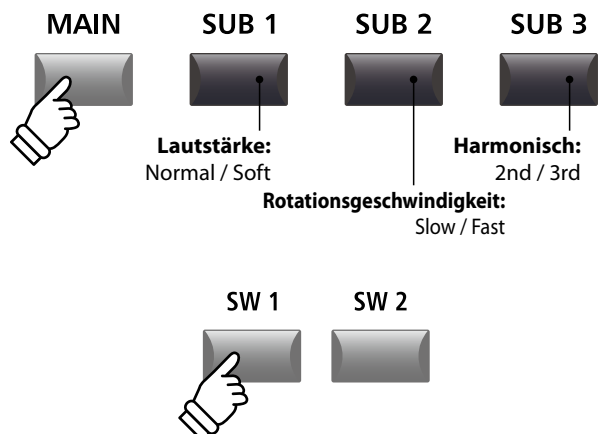 MAIN SUB 1 SUB 2 SUB 3
Lautstärke:
Normal / Soft
Harmonisch:
2nd / 3rd
Rotationsgeschwindigkeit:
Slow / Fast
SW 1 SW 2